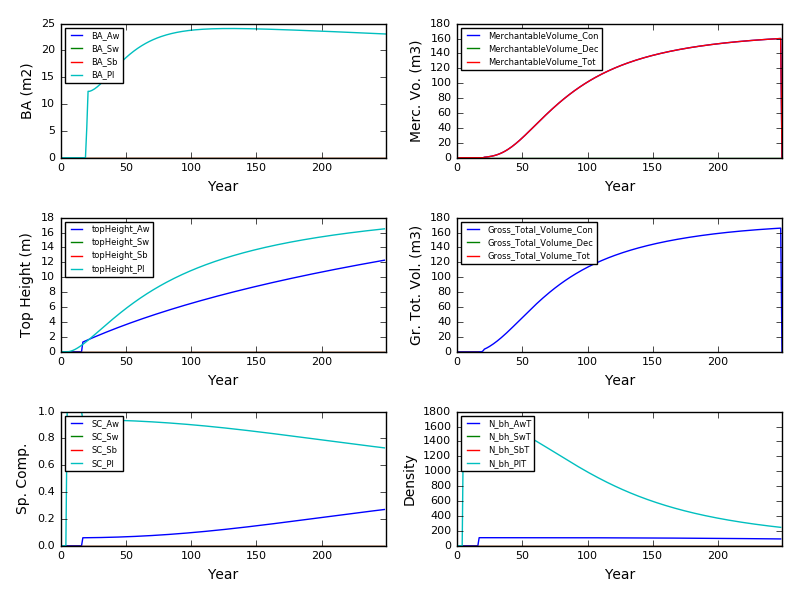 25
20
15
10
5
0
BA (m2)
BA_Aw
BA_Sw
BA_Sb
BA_Pl
0 50 100 150 200
Year
180
160
140
120
100
80
60
40
20
0
Merc. Vo. (m3)
MerchantableVolume_Con
MerchantableVolume_Dec
MerchantableVolume_Tot
0 50 100 150 200
Year
18
16
14
12
10
8
6
4
2
0
Top Height (m)
topHeight_Aw
topHeight_Sw
topHeight_Sb
topHeight_Pl
0 50 100 150 200
Year
180
160
140
120
100
80
60
40
20
0
Gr. Tot. Vol. (m3)
Gross_Total_Volume_Con
Gross_Total_Volume_Dec
Gross_Total_Volume_Tot
0 50 100 150 200
Year
1.0
0.8
0.6
0.4
0.2
0.0
Sp. Comp.
SC_Aw
SC_Sw
SC_Sb
SC_Pl
0 50 100 150 200
Year
1800
1600
1400
1200
1000
800
600
400
200
0
Density
N_bh_AwT
N_bh_SwT
N_bh_SbT
N_bh_PlT
0 50 100 150 200
Year